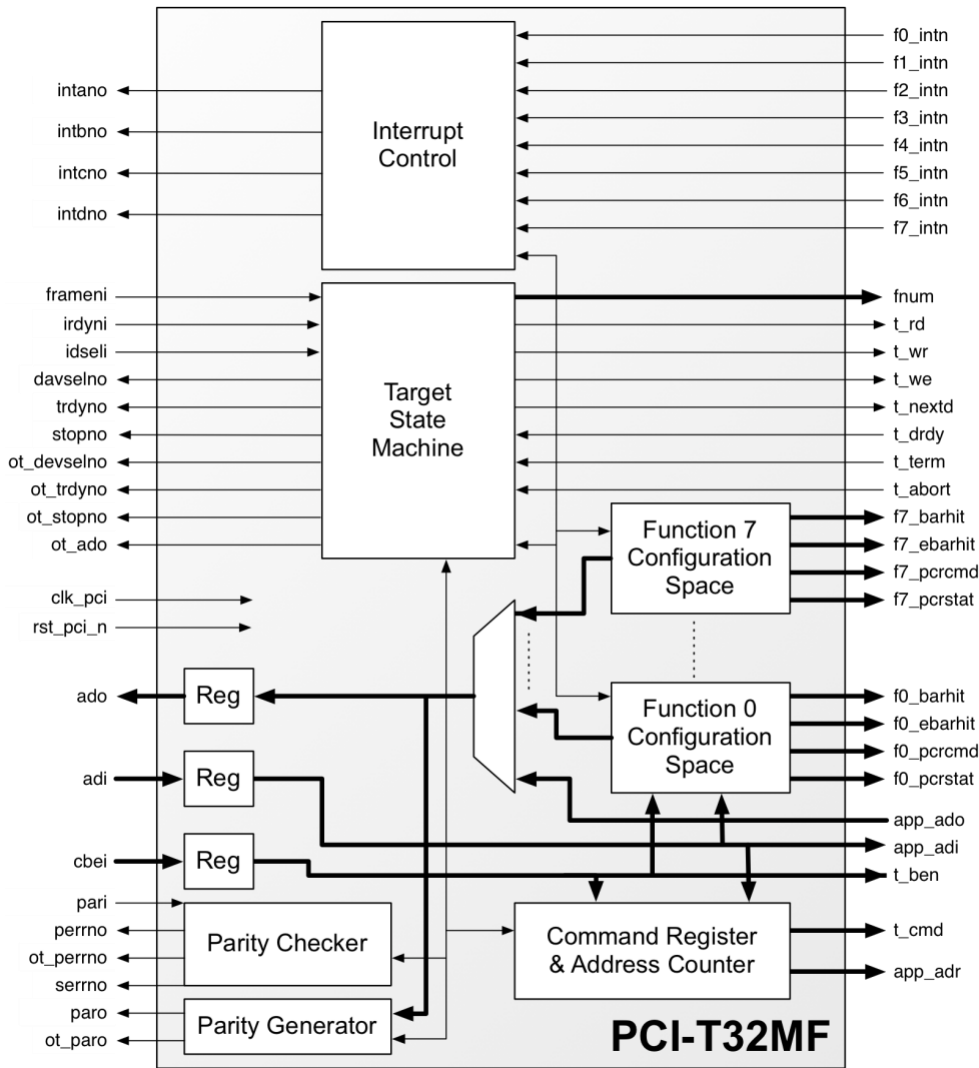 f0_intn
f1_intn
f2_intn
f3_intn
f4_intn
f5_intn
f6_intn
f7_intn
intano
intbno
intcno
intdno
Interrupt
Control
frameni
irdyni
idseli
davselno
trdyno
stopno
ot_devselno
ot_trdyno
ot_stopno
ot_ado
Target
State
Machine
fnum
t_rd
t_wr
t_we
t_nextd
t_drdy
t_term
t_abort
f7_barhit
f7_ebarhit
f7_pcrcmd
f7_pcrstat
Function 7
Configuration
Space
clk_pci
rst_pci_n
ado
Reg
adi
Reg
cbei
Reg
Function 0
Configuration
Space
f0_barhit
f0_ebarhit
f0_pcrcmd
f0_pcrstat
app_ado
app_adi
t_ben
pari
perrno
ot_perrno
serrno
Parity Checker
Command Register
& Address Counter
t_cmd
app_adr
paro
ot_paro
Parity Generator
PCI-T32MF